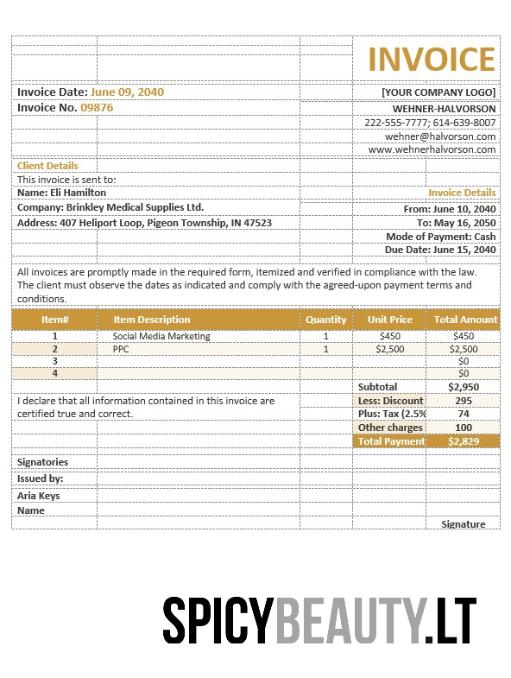 INVOICE
Invoice Date: June 09, 2040
[YOUR COMPANY LOGO]
Invoice No. 09876
WEHNER-HALVORSON
222-555-7777; 614-639-8007
wehner@halvorson.com
www.wehnerhalvorson.com
Client Details
This invoice is sent to:
Name: Eli Hamilton
Invoice Details
Company: Brinkley Medical Supplies Ltd.
From: June 10, 2040
Address: 407 Heliport Loop, Pigeon Township, IN 47523
To: May 16, 2050
Mode of Payment: Cash
Due Date: June 15, 2040
All invoices are promptly made in the required form, itemized and verified in compliance with the law.
The client must observe the dates as indicated and comply with the agreed-upon payment terms and
conditions.
Item# Item Description Quantity Unit Price Total Amount
1 Social Media Marketing 1 $450 $450
2 PPC 1 $2,500 $2,500
3 $0
4 $0
Subtotal $2,950
I declare that all information contained in this invoice are
certified true and correct.
Less: Discount 295
Plus: Tax (2.5% 74
Other charges 100
Total Payment $2,829
Signatories
Issued by:
Aria Keys
Name
Signature
SPICYBEAUTY.LT